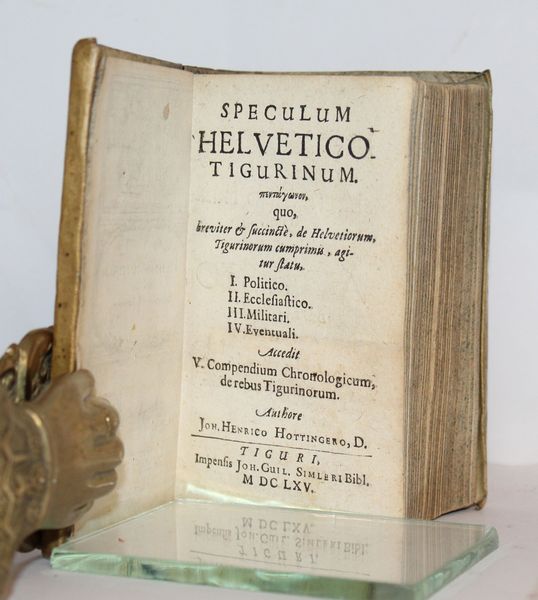 SPECULUM
HELVETICO-
TIGURINUM.
πεντάγωνον,
quo,
breviter & succinctè, de Helvetiorum,
Tigurinorum cumprimis, agi-
tur statu,
I. Politico.
II. Ecclesiastico.
III. Militari.
IV. Eventuali.
Accedit
V. Compendium Chronologicum,
de rebus Tigurinorum.
Authore
JOH. HENRICO HOTTINGERO, D.
TIGURI,
Impensis JOH. GUIL. SIMLERI Bibl.
M DC LXV.